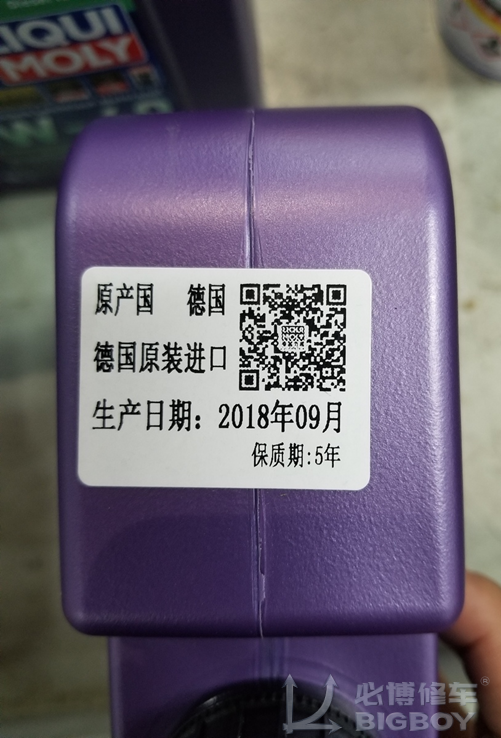 LIQUI
MOLY
W-40
原产国 德国
德国原装进口
生产日期：2018年09月
保质期:5年
必博修车®
BIGBOY